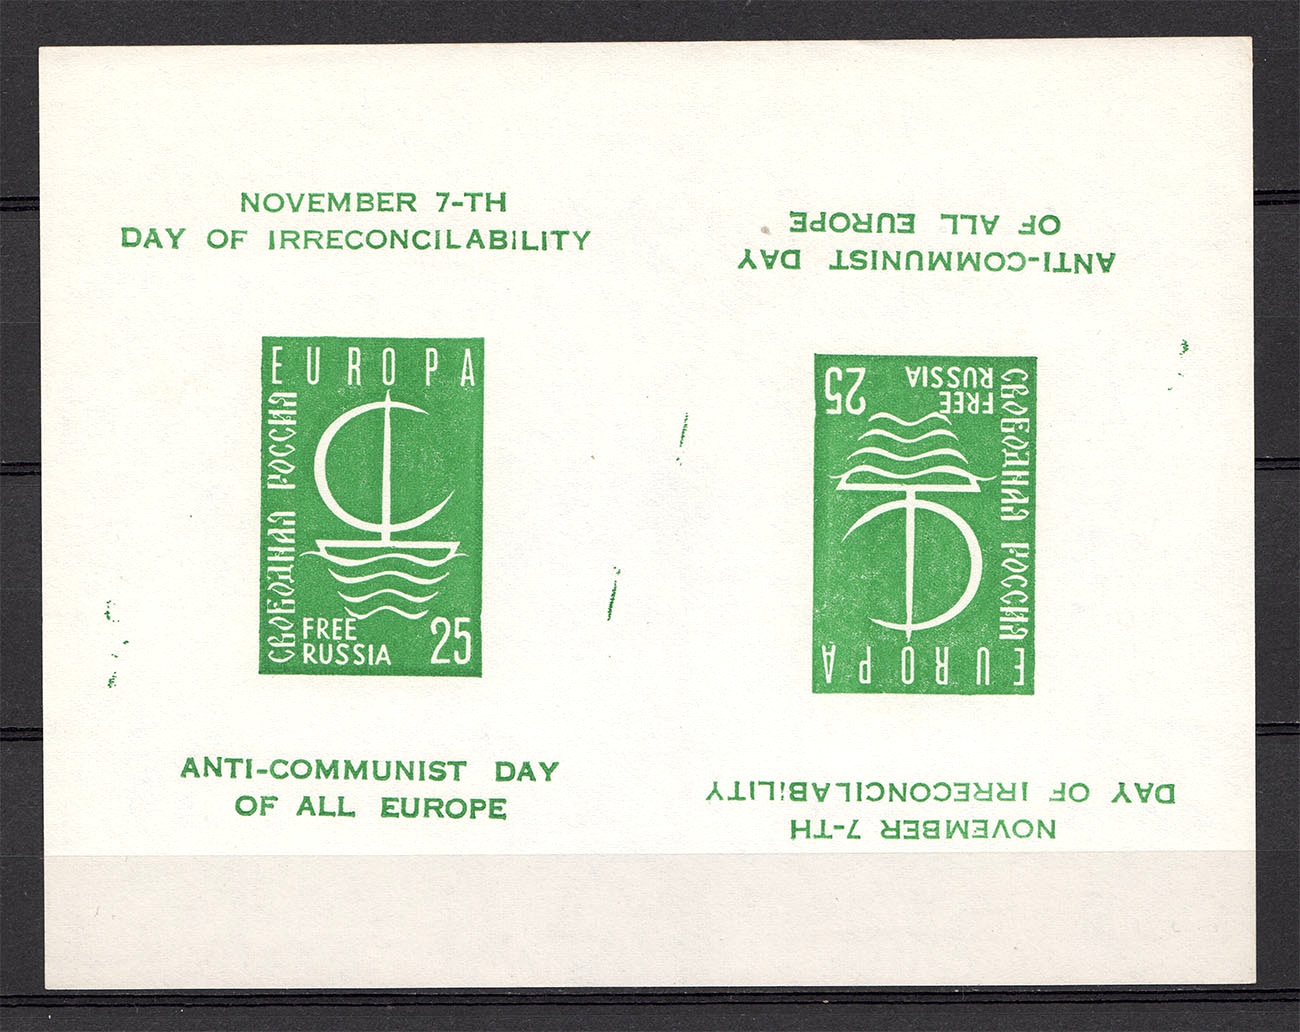 NOVEMBER 7-TH
DAY OF IRRECONCILABILITY
EUROPA
СВОБОДНАЯ РОССИЯ
FREE
RUSSIA
25
ANTI-COMMUNIST DAY
OF ALL EUROPE
NOVEMBER 7-TH
DAY OF IRRECONCILABILITY
EUROPA
СВОБОДНАЯ РОССИЯ
FREE
RUSSIA
25
ANTI-COMMUNIST DAY
OF ALL EUROPE